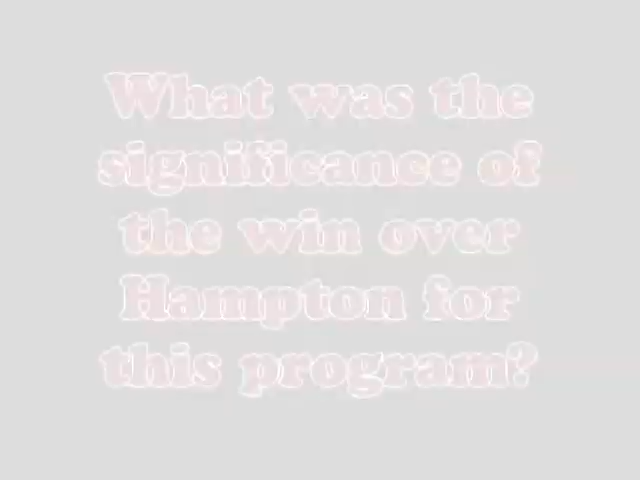 What was the
significance of
the win over
Hampton for
this program?